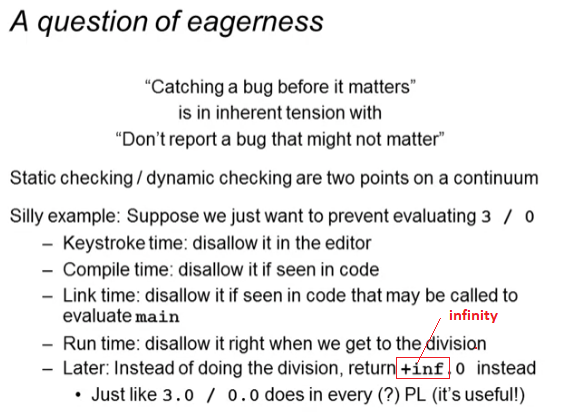 A question of eagerness
“Catching a bug before it matters”
is in inherent tension with
“Don’t report a bug that might not matter”
Static checking / dynamic checking are two points on a continuum
Silly example: Suppose we just want to prevent evaluating 3 / 0
– Keystroke time: disallow it in the editor
– Compile time: disallow it if seen in code
– Link time: disallow it if seen in code that may be called to
evaluate main
infinity
– Run time: disallow it right when we get to the division
– Later: Instead of doing the division, return +inf.0 instead
• Just like 3.0 / 0.0 does in every (?) PL (it’s useful!)